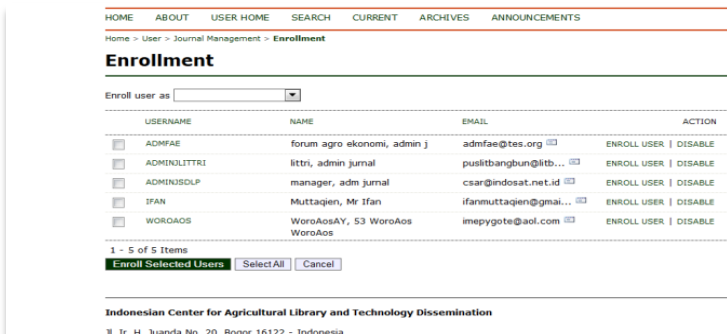 HOME ABOUT USER HOME SEARCH CURRENT ARCHIVES ANNOUNCEMENTS
Home > User > Journal Management > Enrollment
Enrollment
Enroll user as
USERNAME NAME EMAIL ACTION
ADMFAE forum agro ekonomi, admin j admfae@tes.org ENROLL USER | DISABLE
ADMINJLITTRI littri, admin jurnal puslitbangbun@litb... ENROLL USER | DISABLE
ADMINJSDLP manager, adm jurnal csar@indosat.net.id ENROLL USER | DISABLE
IFAN Muttaqien, Mr Ifan ifanmuttaqien@gmai... ENROLL USER | DISABLE
WOROAOS WoroAosAY, 53 WoroAos imepygote@aol.com ENROLL USER | DISABLE
WoroAos
1 - 5 of 5 Items
Enroll Selected Users Select All Cancel
Indonesian Center for Agricultural Library and Technology Dissemination
Jl. Ir. H. Juanda No. 20, Bogor 16122 - Indonesia